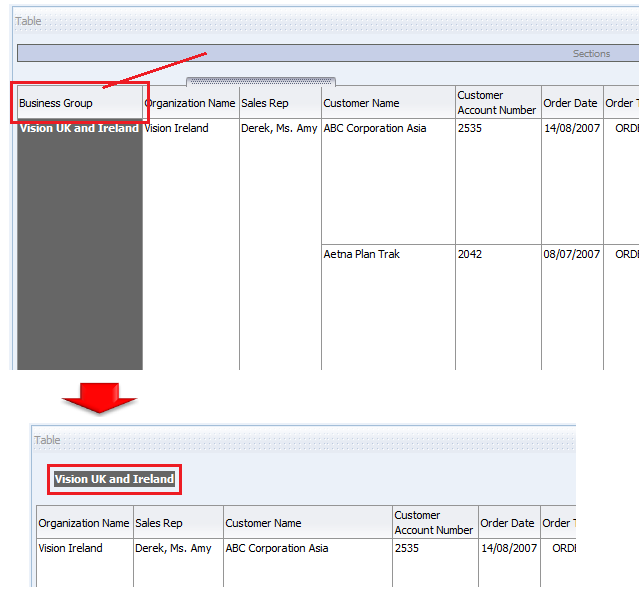 Table
Sections
Business Group Organization Name Sales Rep Customer Name Customer Account Number Order Date Order T
Vision UK and Ireland Vision Ireland Derek, Ms. Amy ABC Corporation Asia 2535 14/08/2007 ORDE
Aetna Plan Trak 2042 08/07/2007 ORDE
Table
Vision UK and Ireland
Organization Name Sales Rep Customer Name Customer Account Number Order Date Order T
Vision Ireland Derek, Ms. Amy ABC Corporation Asia 2535 14/08/2007 ORDE